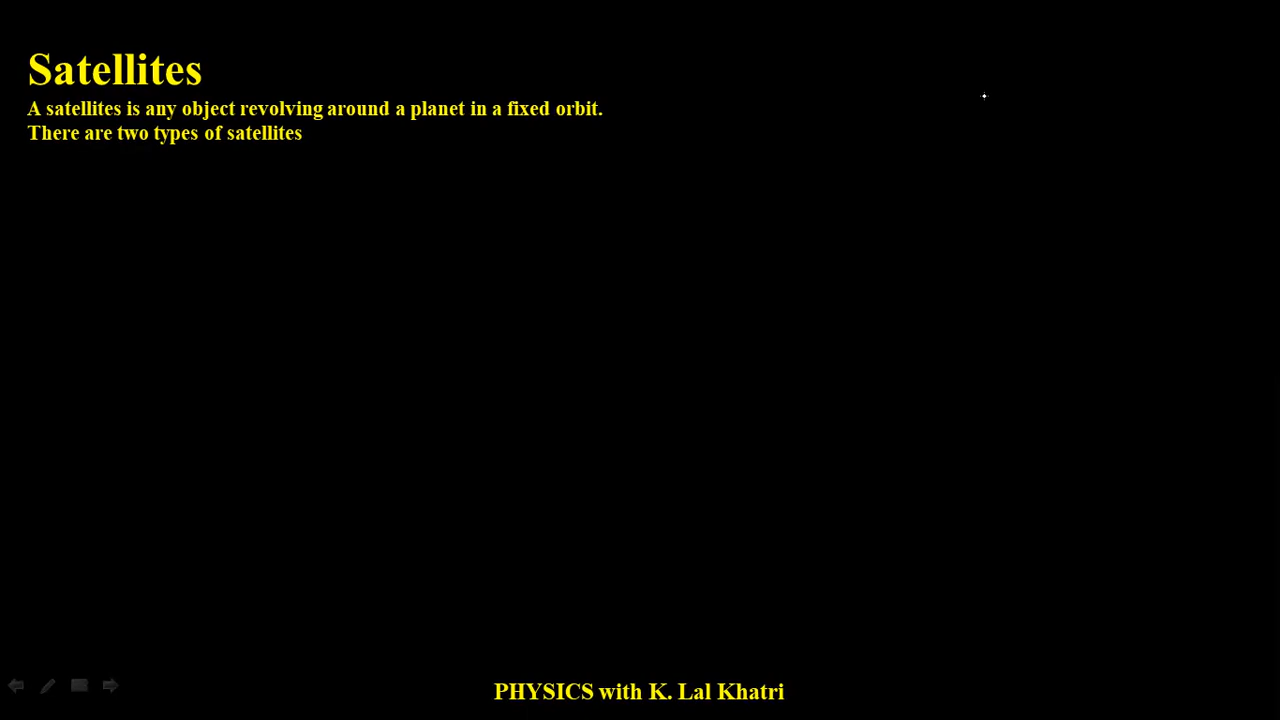 Satellites
A satellites is any object revolving around a planet in a fixed orbit.
There are two types of satellites
PHYSICS with K. Lal Khatri